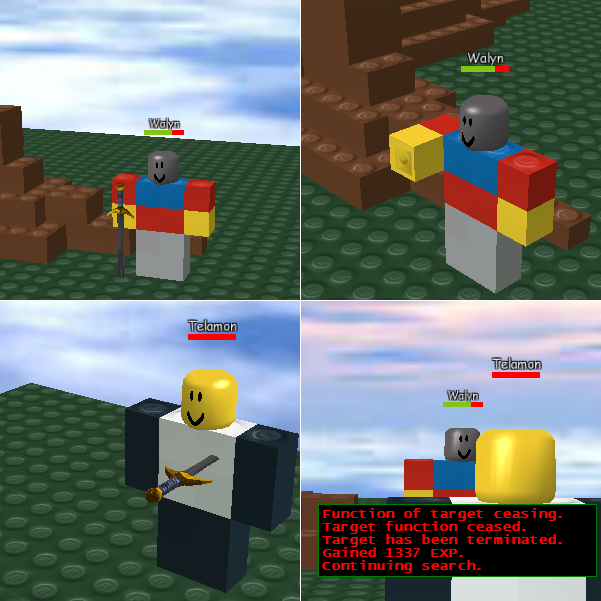 Walyn
Walyn
Telamon
Telamon
Walyn
Function of target ceasing.
Target function ceased.
Target has been terminated.
Gained 1337 EXP.
Continuing search.